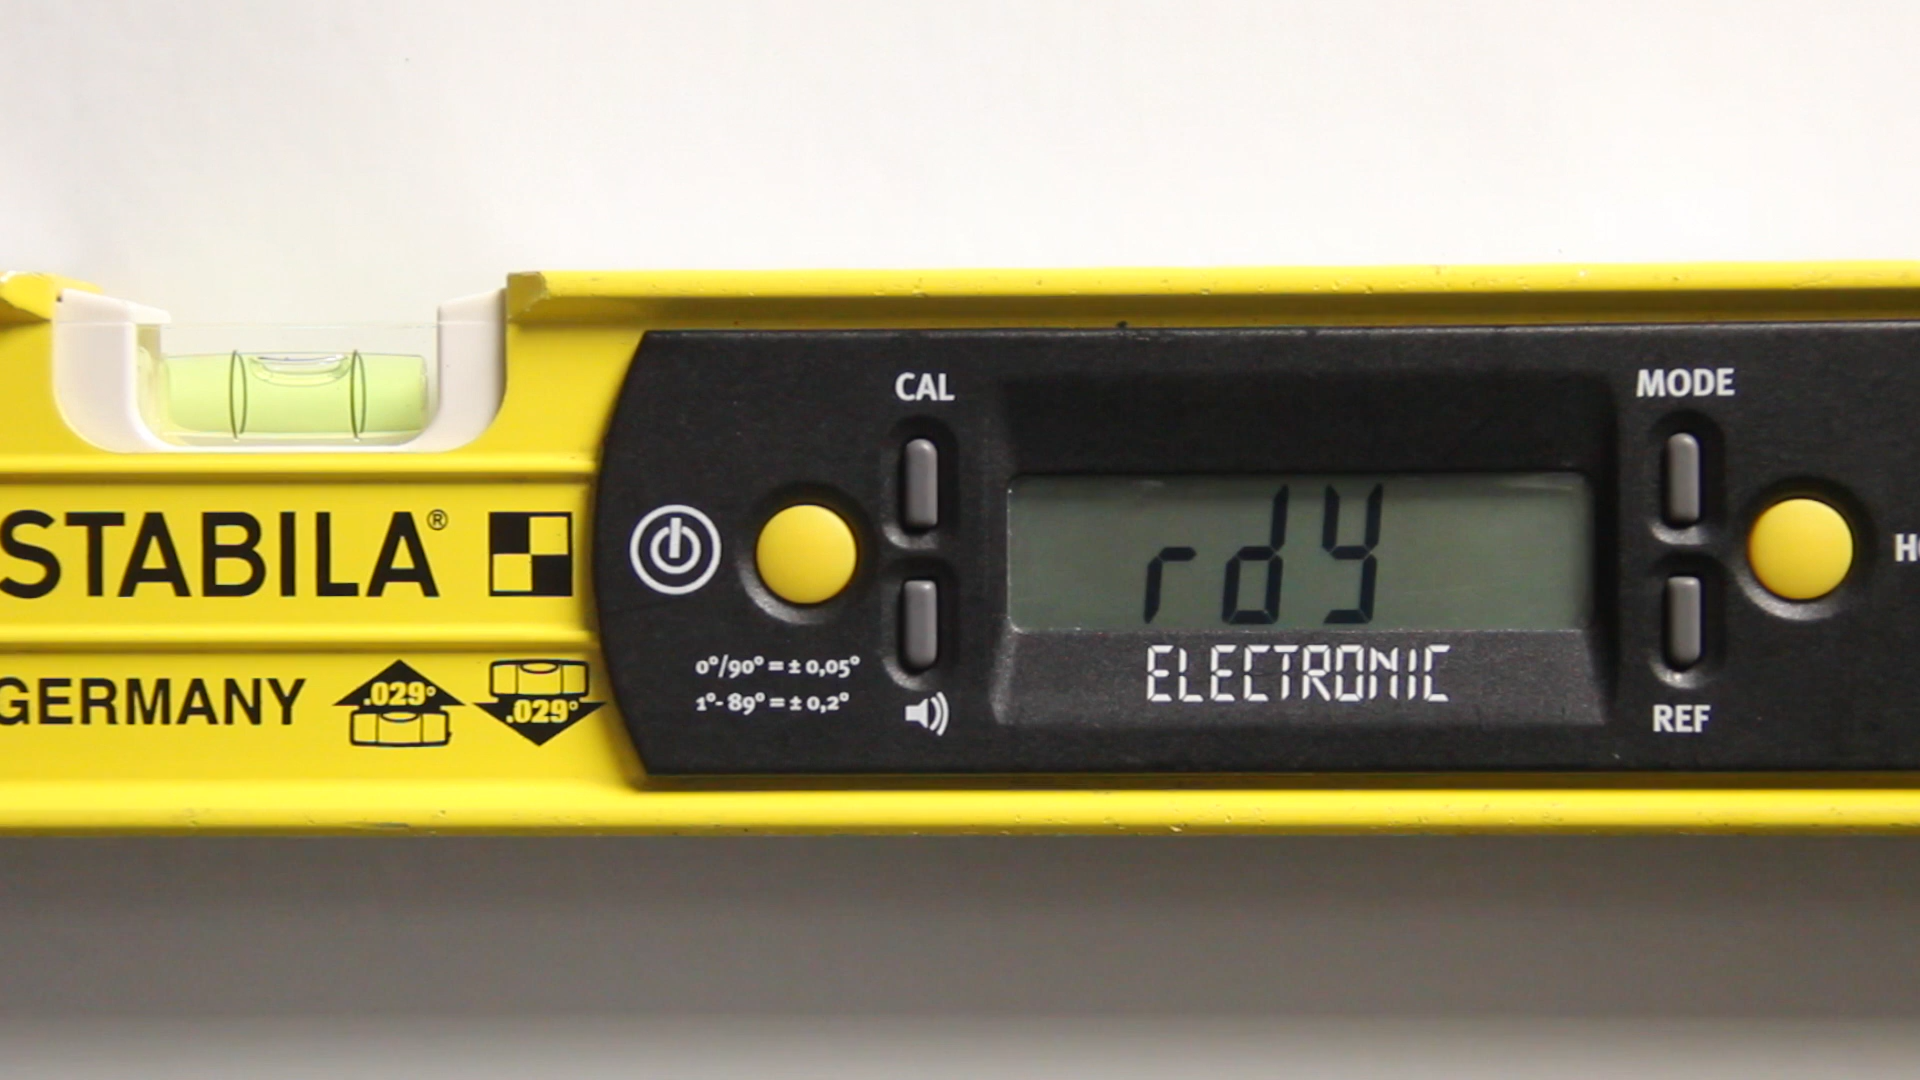 STABILA®
GERMANY
.029°
.029°
CAL
MODE
rdy
ELECTRONIC
0°/90° = ± 0,05°
1°- 89° = ± 0,2°
REF